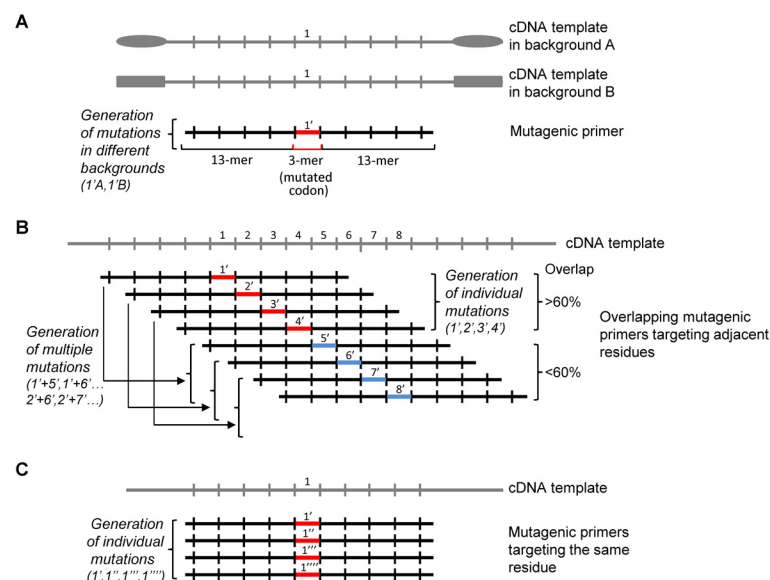 A
1
cDNA template
in background A
1
cDNA template
in background B
Generation
of mutations
in different
backgrounds
(1'A,1'B)
1'
13-mer
3-mer
13-mer
(mutated
codon)
Mutagenic primer
B
1 2 3 4 5 6 7 8
cDNA template
1'
2'
3'
4'
5'
6'
7'
8'
Generation
of individual
mutations
(1',2',3',4')
Overlap
>60%
<60%
Overlapping mutagenic
primers targeting adjacent
residues
Generation
of multiple
mutations
(1'+5',1'+6'...
2'+6',2'+7'...)
C
1
cDNA template
Generation
of individual
mutations
(1',1'',1''',1'''')
1'
1''
1'''
1''''
Mutagenic primers
targeting the same
residue